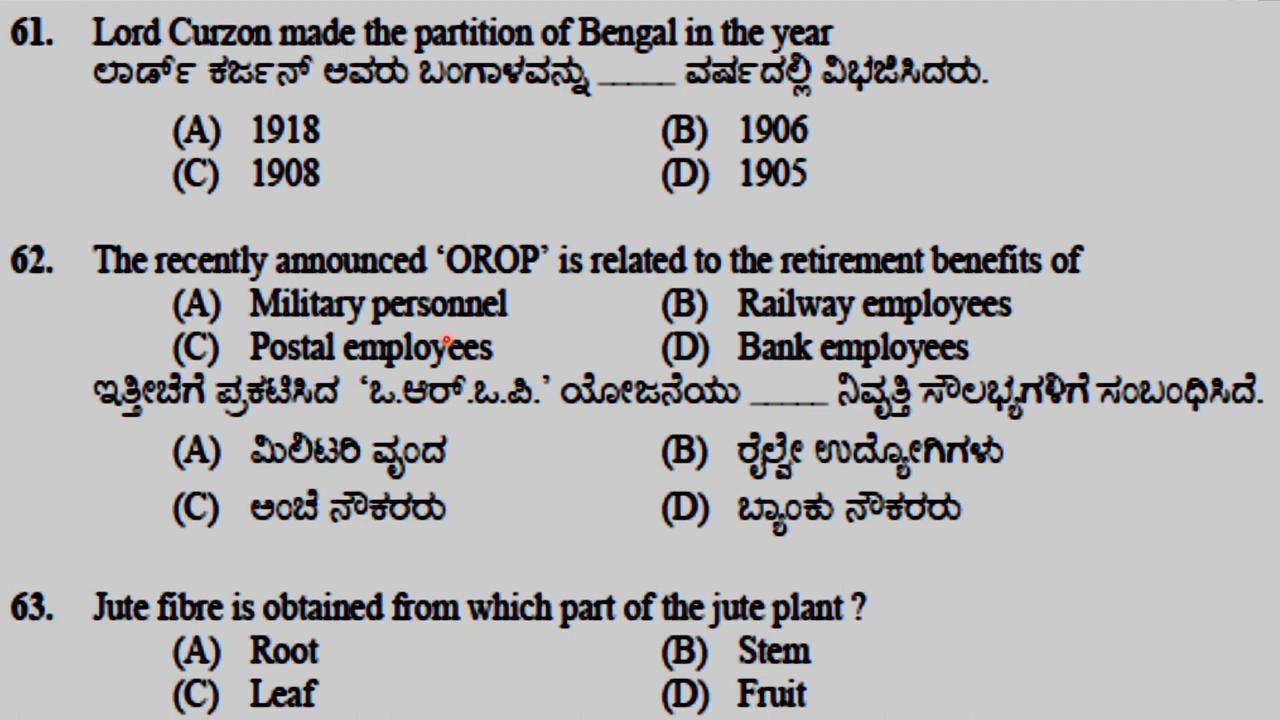 61. Lord Curzon made the partition of Bengal in the year
ಲಾರ್ಡ್ ಕರ್ಜನ್ ಅವರು ಬಂಗಾಳವನ್ನು _____ ವರ್ಷದಲ್ಲಿ ವಿಭಜಿಸಿದರು.
(A) 1918 (B) 1906
(C) 1908 (D) 1905
62. The recently announced ‘OROP’ is related to the retirement benefits of
(A) Military personnel (B) Railway employees
(C) Postal employees (D) Bank employees
ಇತ್ತೀಚೆಗೆ ಪ್ರಕಟಿಸಿದ ‘ಒ.ಆರ್.ಒ.ಪಿ.’ ಯೋಜನೆಯು _____ ನಿವೃತ್ತಿ ಸೌಲಭ್ಯಗಳಿಗೆ ಸಂಬಂಧಿಸಿದೆ.
(A) ಮಿಲಿಟರಿ ವೃಂದ (B) ರೈಲ್ವೇ ಉದ್ಯೋಗಿಗಳು
(C) ಅಂಚೆ ನೌಕರರು (D) ಬ್ಯಾಂಕು ನೌಕರರು
63. Jute fibre is obtained from which part of the jute plant ?
(A) Root (B) Stem
(C) Leaf (D) Fruit